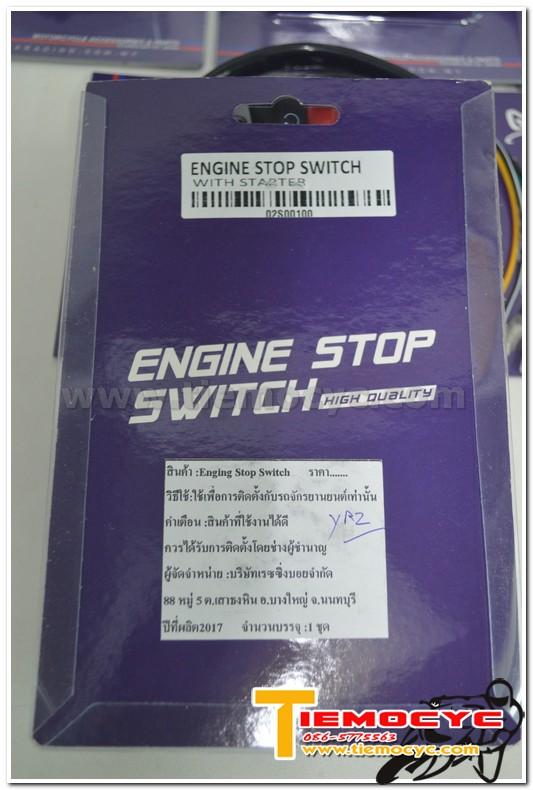 ENGINE STOP SWITCH
WITH STARTER
02S00100
ENGINE STOP
SWITCH HIGH QUALITY
www.tiemocyc.com
สินค้า :Enging Stop Switch ราคา.......
วิธีใช้:ใช้เพื่อการติดตั้งกับรถจักรยานยนต์เท่านั้น
คำเตือน :สินค้าที่ใช้งานได้ดี
YRZ
ควรได้รับการติดตั้งโดยช่างผู้ชำนาญ
ผู้จัดจำหน่าย :บริษัทเรซซิ่งบอยจำกัด
88 หมู่ 5 ต.เสาธงหิน อ.บางใหญ่ จ.นนทบุรี
ปีที่ผลิต2017 จำนวนบรรจุ :1 ชุด
TIEMOCYC
086-5775563
www.tiemocyc.com